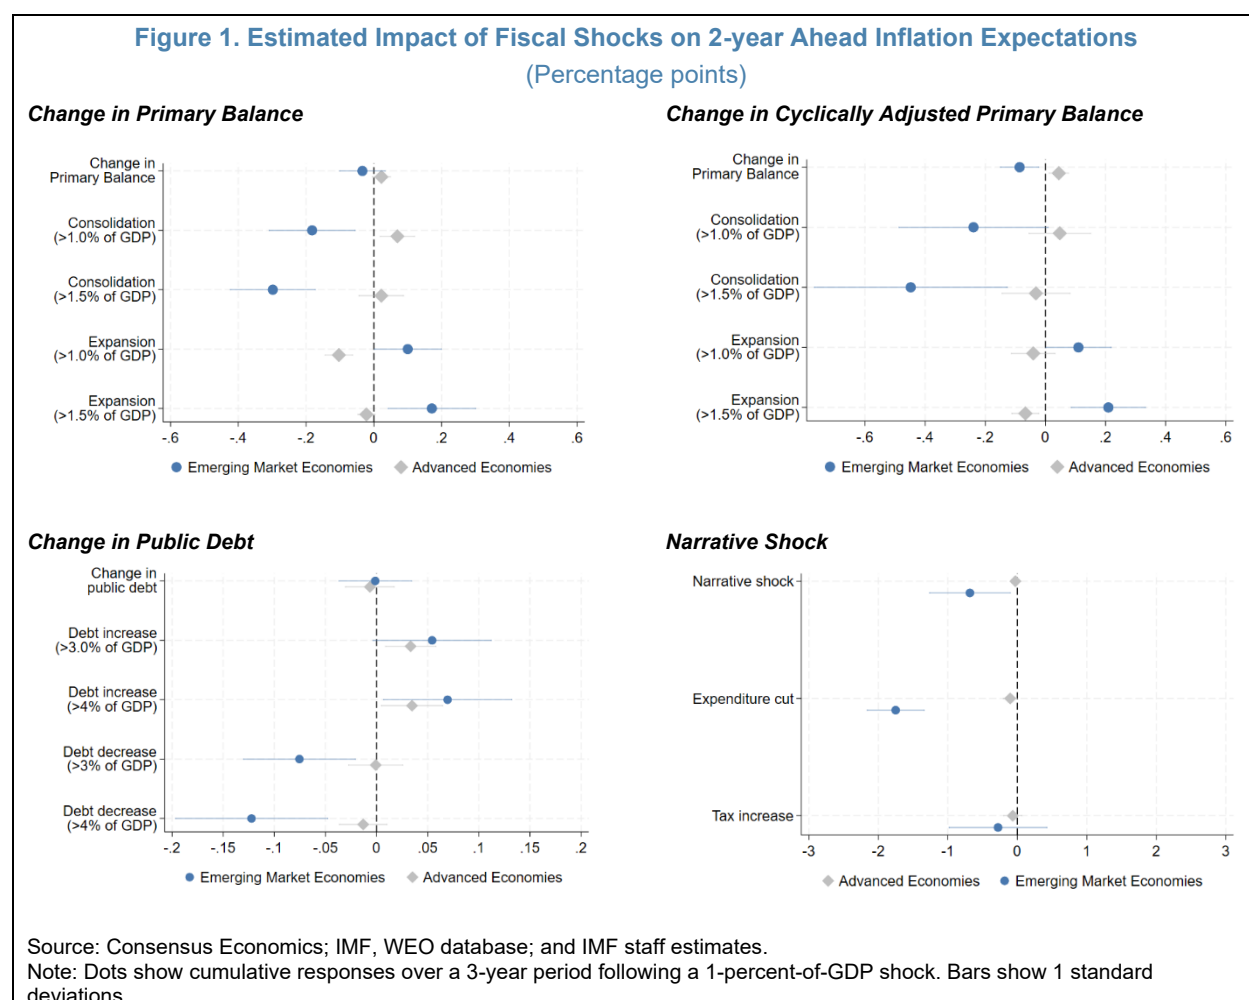 Figure 1. Estimated Impact of Fiscal Shocks on 2-year Ahead Inflation Expectations
(Percentage points)
Change in Primary Balance
Change in
Primary Balance
Consolidation
(>1.0% of GDP)
Consolidation
(>1.5% of GDP)
Expansion
(>1.0% of GDP)
Expansion
(>1.5% of GDP)
-.6 -.4 -.2 0 .2 .4 .6
Emerging Market Economies Advanced Economies
Change in Cyclically Adjusted Primary Balance
Change in
Primary Balance
Consolidation
(>1.0% of GDP)
Consolidation
(>1.5% of GDP)
Expansion
(>1.0% of GDP)
Expansion
(>1.5% of GDP)
-.6 -.4 -.2 0 .2 .4 .6
Emerging Market Economies Advanced Economies
Change in Public Debt
Change in
public debt
Debt increase
(>3.0% of GDP)
Debt increase
(>4% of GDP)
Debt decrease
(>3% of GDP)
Debt decrease
(>4% of GDP)
-.2 -.15 -.1 -.05 0 .05 .1 .15 .2
Emerging Market Economies Advanced Economies
Narrative Shock
Narrative shock
Expenditure cut
Tax increase
-3 -2 -1 0 1 2 3
Advanced Economies Emerging Market Economies
Source: Consensus Economics; IMF, WEO database; and IMF staff estimates.
Note: Dots show cumulative responses over a 3-year period following a 1-percent-of-GDP shock. Bars show 1 standard
deviations